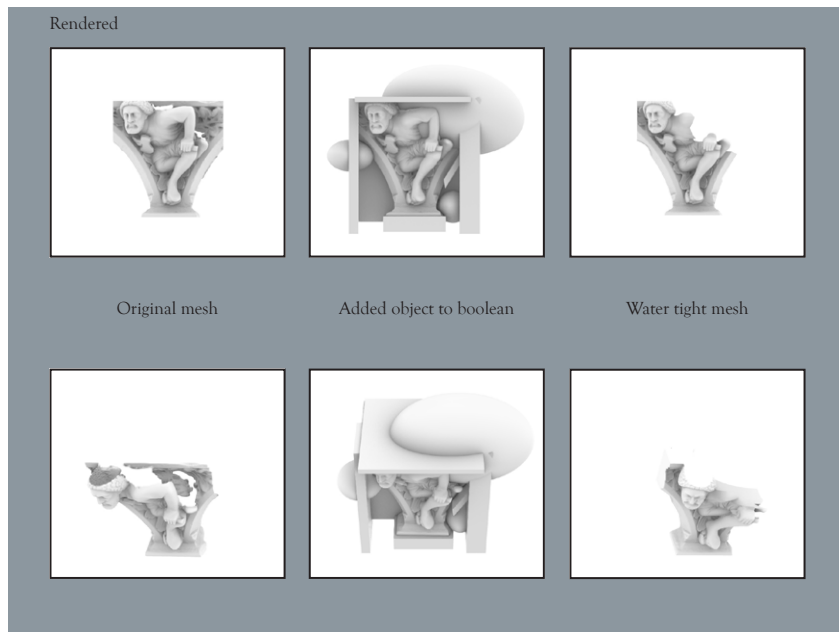 Rendered
Original mesh
Added object to boolean
Water tight mesh